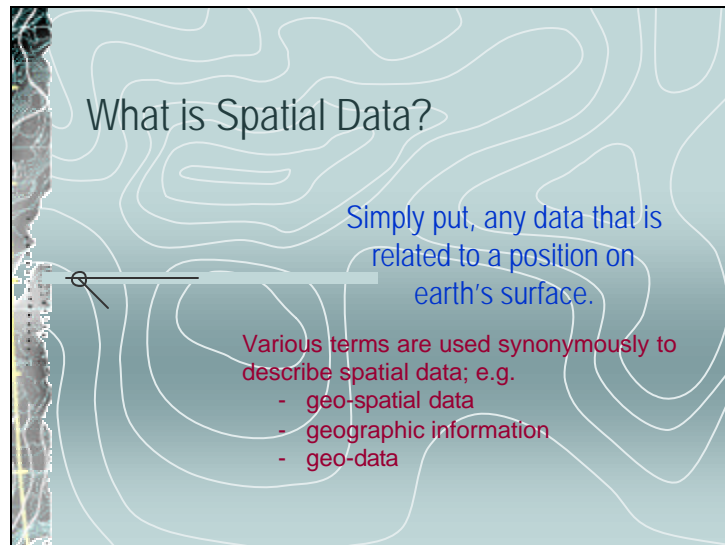 What is Spatial Data?
Simply put, any data that is
related to a position on
earth's surface.
Various terms are used synonymously to
describe spatial data; e.g.
- geo-spatial data
- geographic information
- geo-data